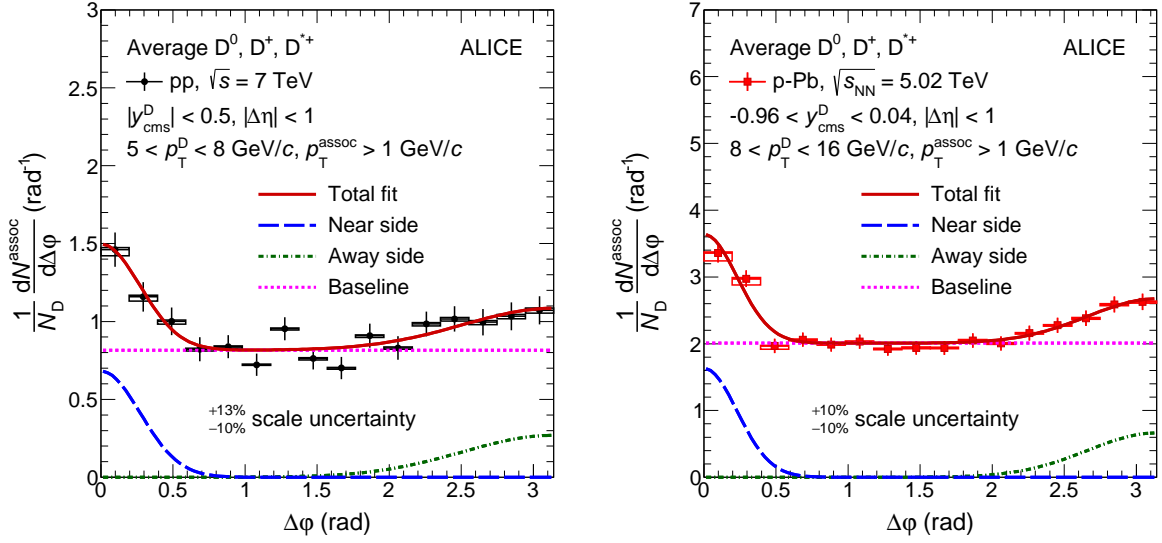 Average D⁰, D⁺, D*⁺ ALICE
pp, √s = 7 TeV
|y^D_cms| < 0.5, |Δη| < 1
5 < p_T^D < 8 GeV/c, p_T^assoc > 1 GeV/c
Total fit
Near side
Away side
Baseline
+13%
−10% scale uncertainty
1/N_D dN^assoc/dΔφ (rad⁻¹)
3
2.5
2
1.5
1
0.5
0
0 0.5 1 1.5 2 2.5 3
Δφ (rad)
Average D⁰, D⁺, D*⁺ ALICE
p-Pb, √s_NN = 5.02 TeV
-0.96 < y^D_cms < 0.04, |Δη| < 1
8 < p_T^D < 16 GeV/c, p_T^assoc > 1 GeV/c
Total fit
Near side
Away side
Baseline
+10%
−10% scale uncertainty
1/N_D dN^assoc/dΔφ (rad⁻¹)
7
6
5
4
3
2
1
0
0 0.5 1 1.5 2 2.5 3
Δφ (rad)